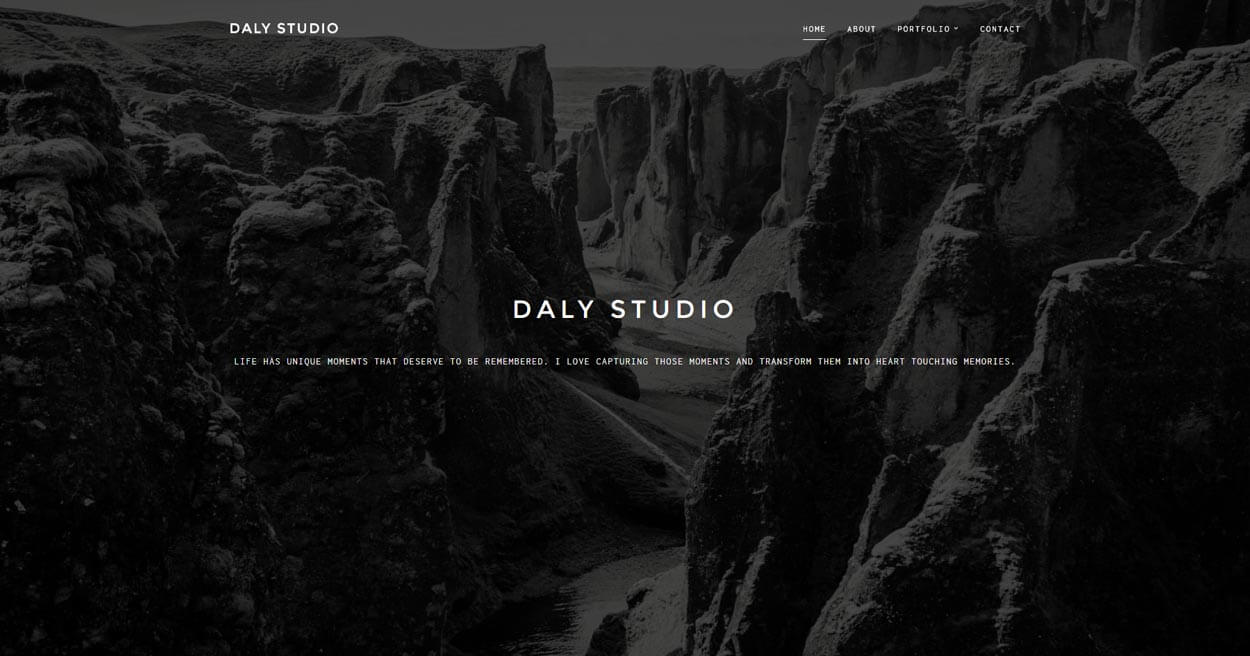 DALY STUDIO
HOME ABOUT PORTFOLIO CONTACT
DALY STUDIO
LIFE HAS UNIQUE MOMENTS THAT DESERVE TO BE REMEMBERED. I LOVE CAPTURING THOSE MOMENTS AND TRANSFORM THEM INTO HEART TOUCHING MEMORIES.